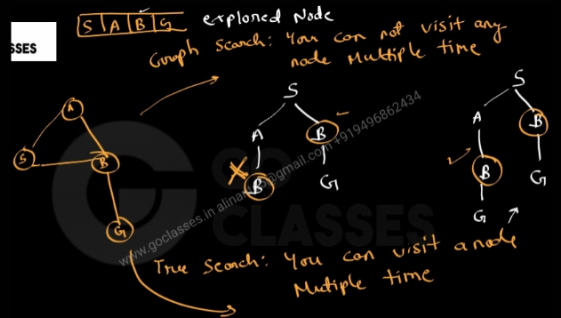 S A B G explored Node
SSES
Graph Search: You can not visit any
node Multiple time
S
A
A
B
S
B
B
G
G
S
A
B
B
G
G
GO
CLASSES
www.goclasses.in
@gmail.com +919496862434
Tree Search: You can visit a node
Multiple time